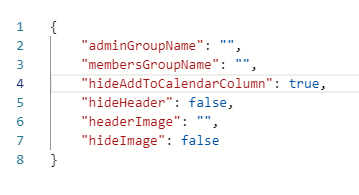 1 {
2     "adminGroupName": "",
3     "membersGroupName": "",
4     "hideAddToCalendarColumn": true,
5     "hideHeader": false,
6     "headerImage": "",
7     "hideImage": false
8 }